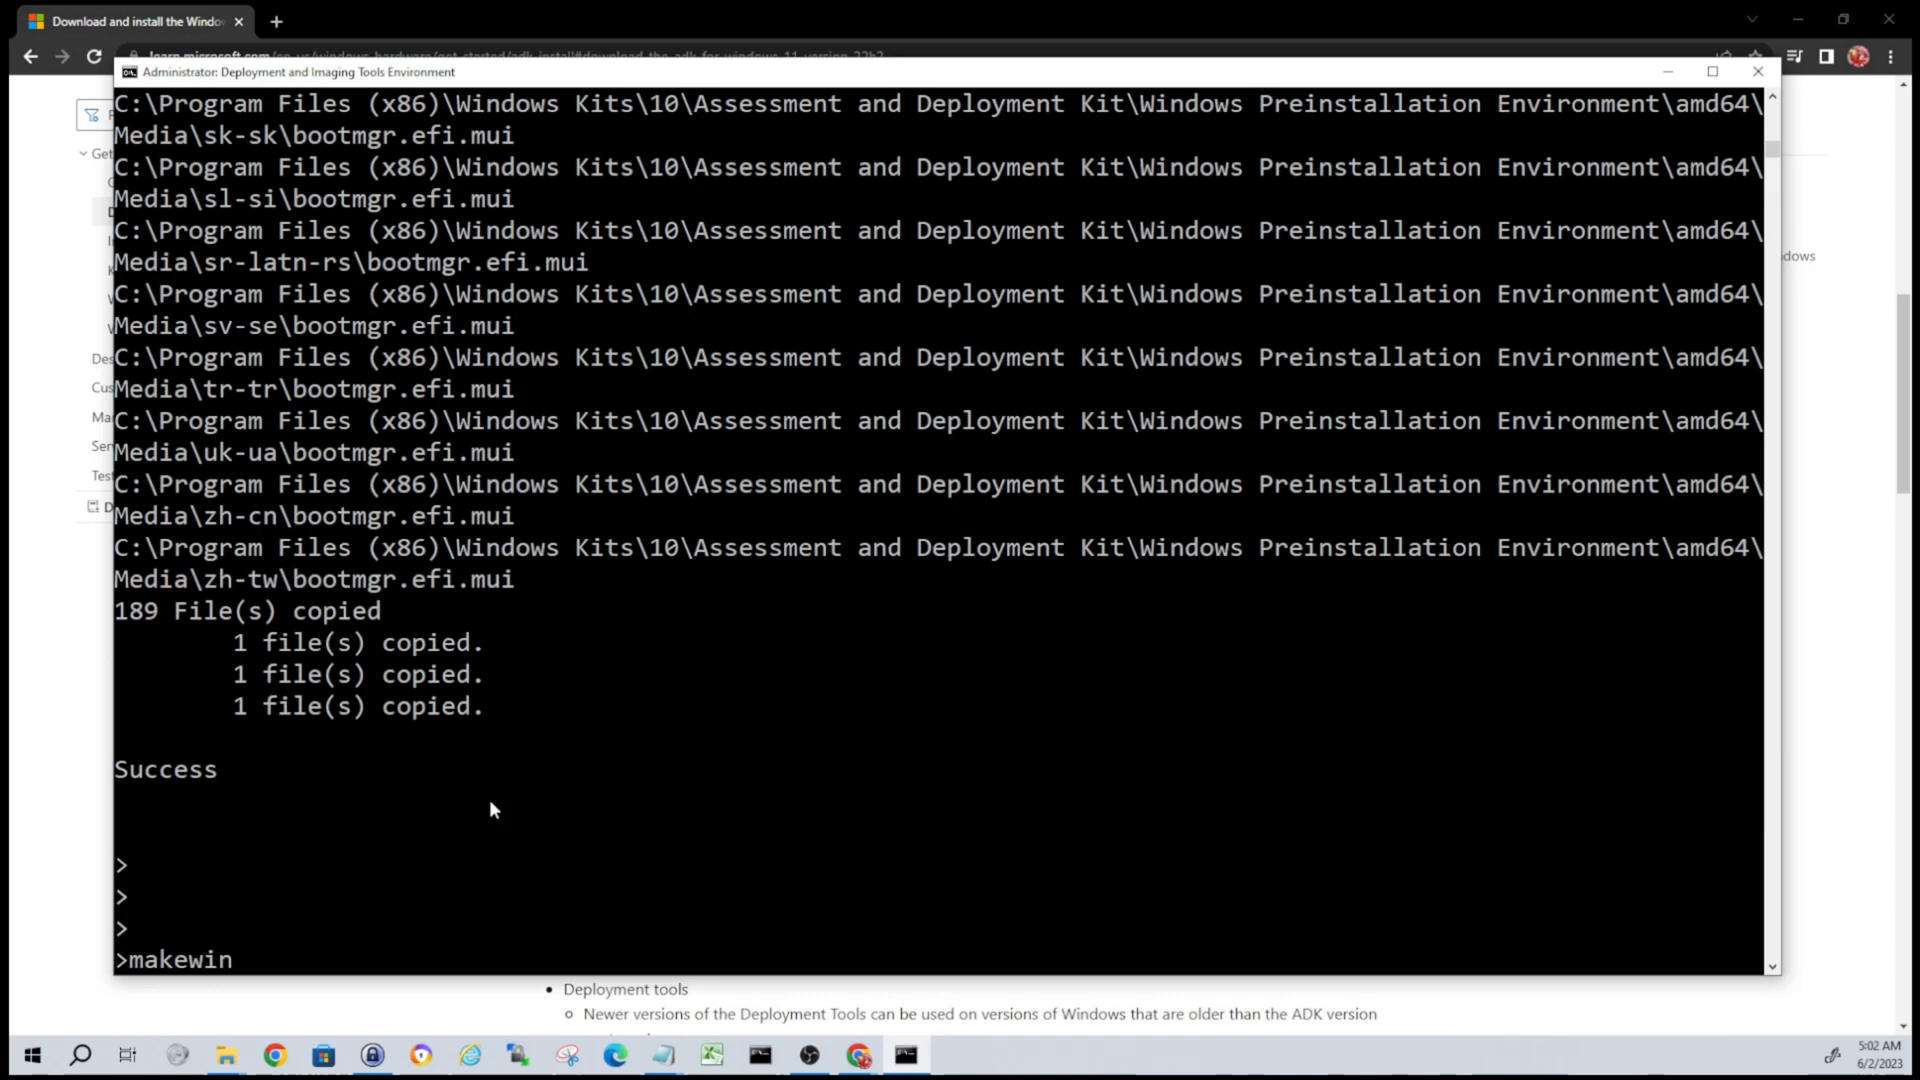 Download and install the Windo
Administrator: Deployment and Imaging Tools Environment
C:\Program Files (x86)\Windows Kits\10\Assessment and Deployment Kit\Windows Preinstallation Environment\amd64\
Media\sk-sk\bootmgr.efi.mui
C:\Program Files (x86)\Windows Kits\10\Assessment and Deployment Kit\Windows Preinstallation Environment\amd64\
Media\sl-si\bootmgr.efi.mui
C:\Program Files (x86)\Windows Kits\10\Assessment and Deployment Kit\Windows Preinstallation Environment\amd64\
Media\sr-latn-rs\bootmgr.efi.mui
C:\Program Files (x86)\Windows Kits\10\Assessment and Deployment Kit\Windows Preinstallation Environment\amd64\
Media\sv-se\bootmgr.efi.mui
C:\Program Files (x86)\Windows Kits\10\Assessment and Deployment Kit\Windows Preinstallation Environment\amd64\
Media\tr-tr\bootmgr.efi.mui
C:\Program Files (x86)\Windows Kits\10\Assessment and Deployment Kit\Windows Preinstallation Environment\amd64\
Media\uk-ua\bootmgr.efi.mui
C:\Program Files (x86)\Windows Kits\10\Assessment and Deployment Kit\Windows Preinstallation Environment\amd64\
Media\zh-cn\bootmgr.efi.mui
C:\Program Files (x86)\Windows Kits\10\Assessment and Deployment Kit\Windows Preinstallation Environment\amd64\
Media\zh-tw\bootmgr.efi.mui
189 File(s) copied
1 file(s) copied.
1 file(s) copied.
1 file(s) copied.
Success
>
>
>
>makewin
Get
Des
Cus
Ma
Ser
Test
dows
• Deployment tools
○ Newer versions of the Deployment Tools can be used on versions of Windows that are older than the ADK version
5:02 AM
6/2/2023